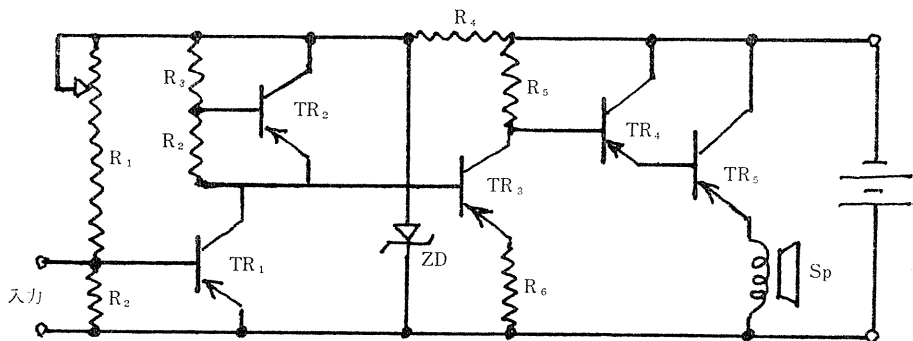 R₄
R₃
TR₂
R₅
TR₄
R₁
R₂
TR₃
TR₅
TR₁
ZD
R₆
Sp
入力
R₂